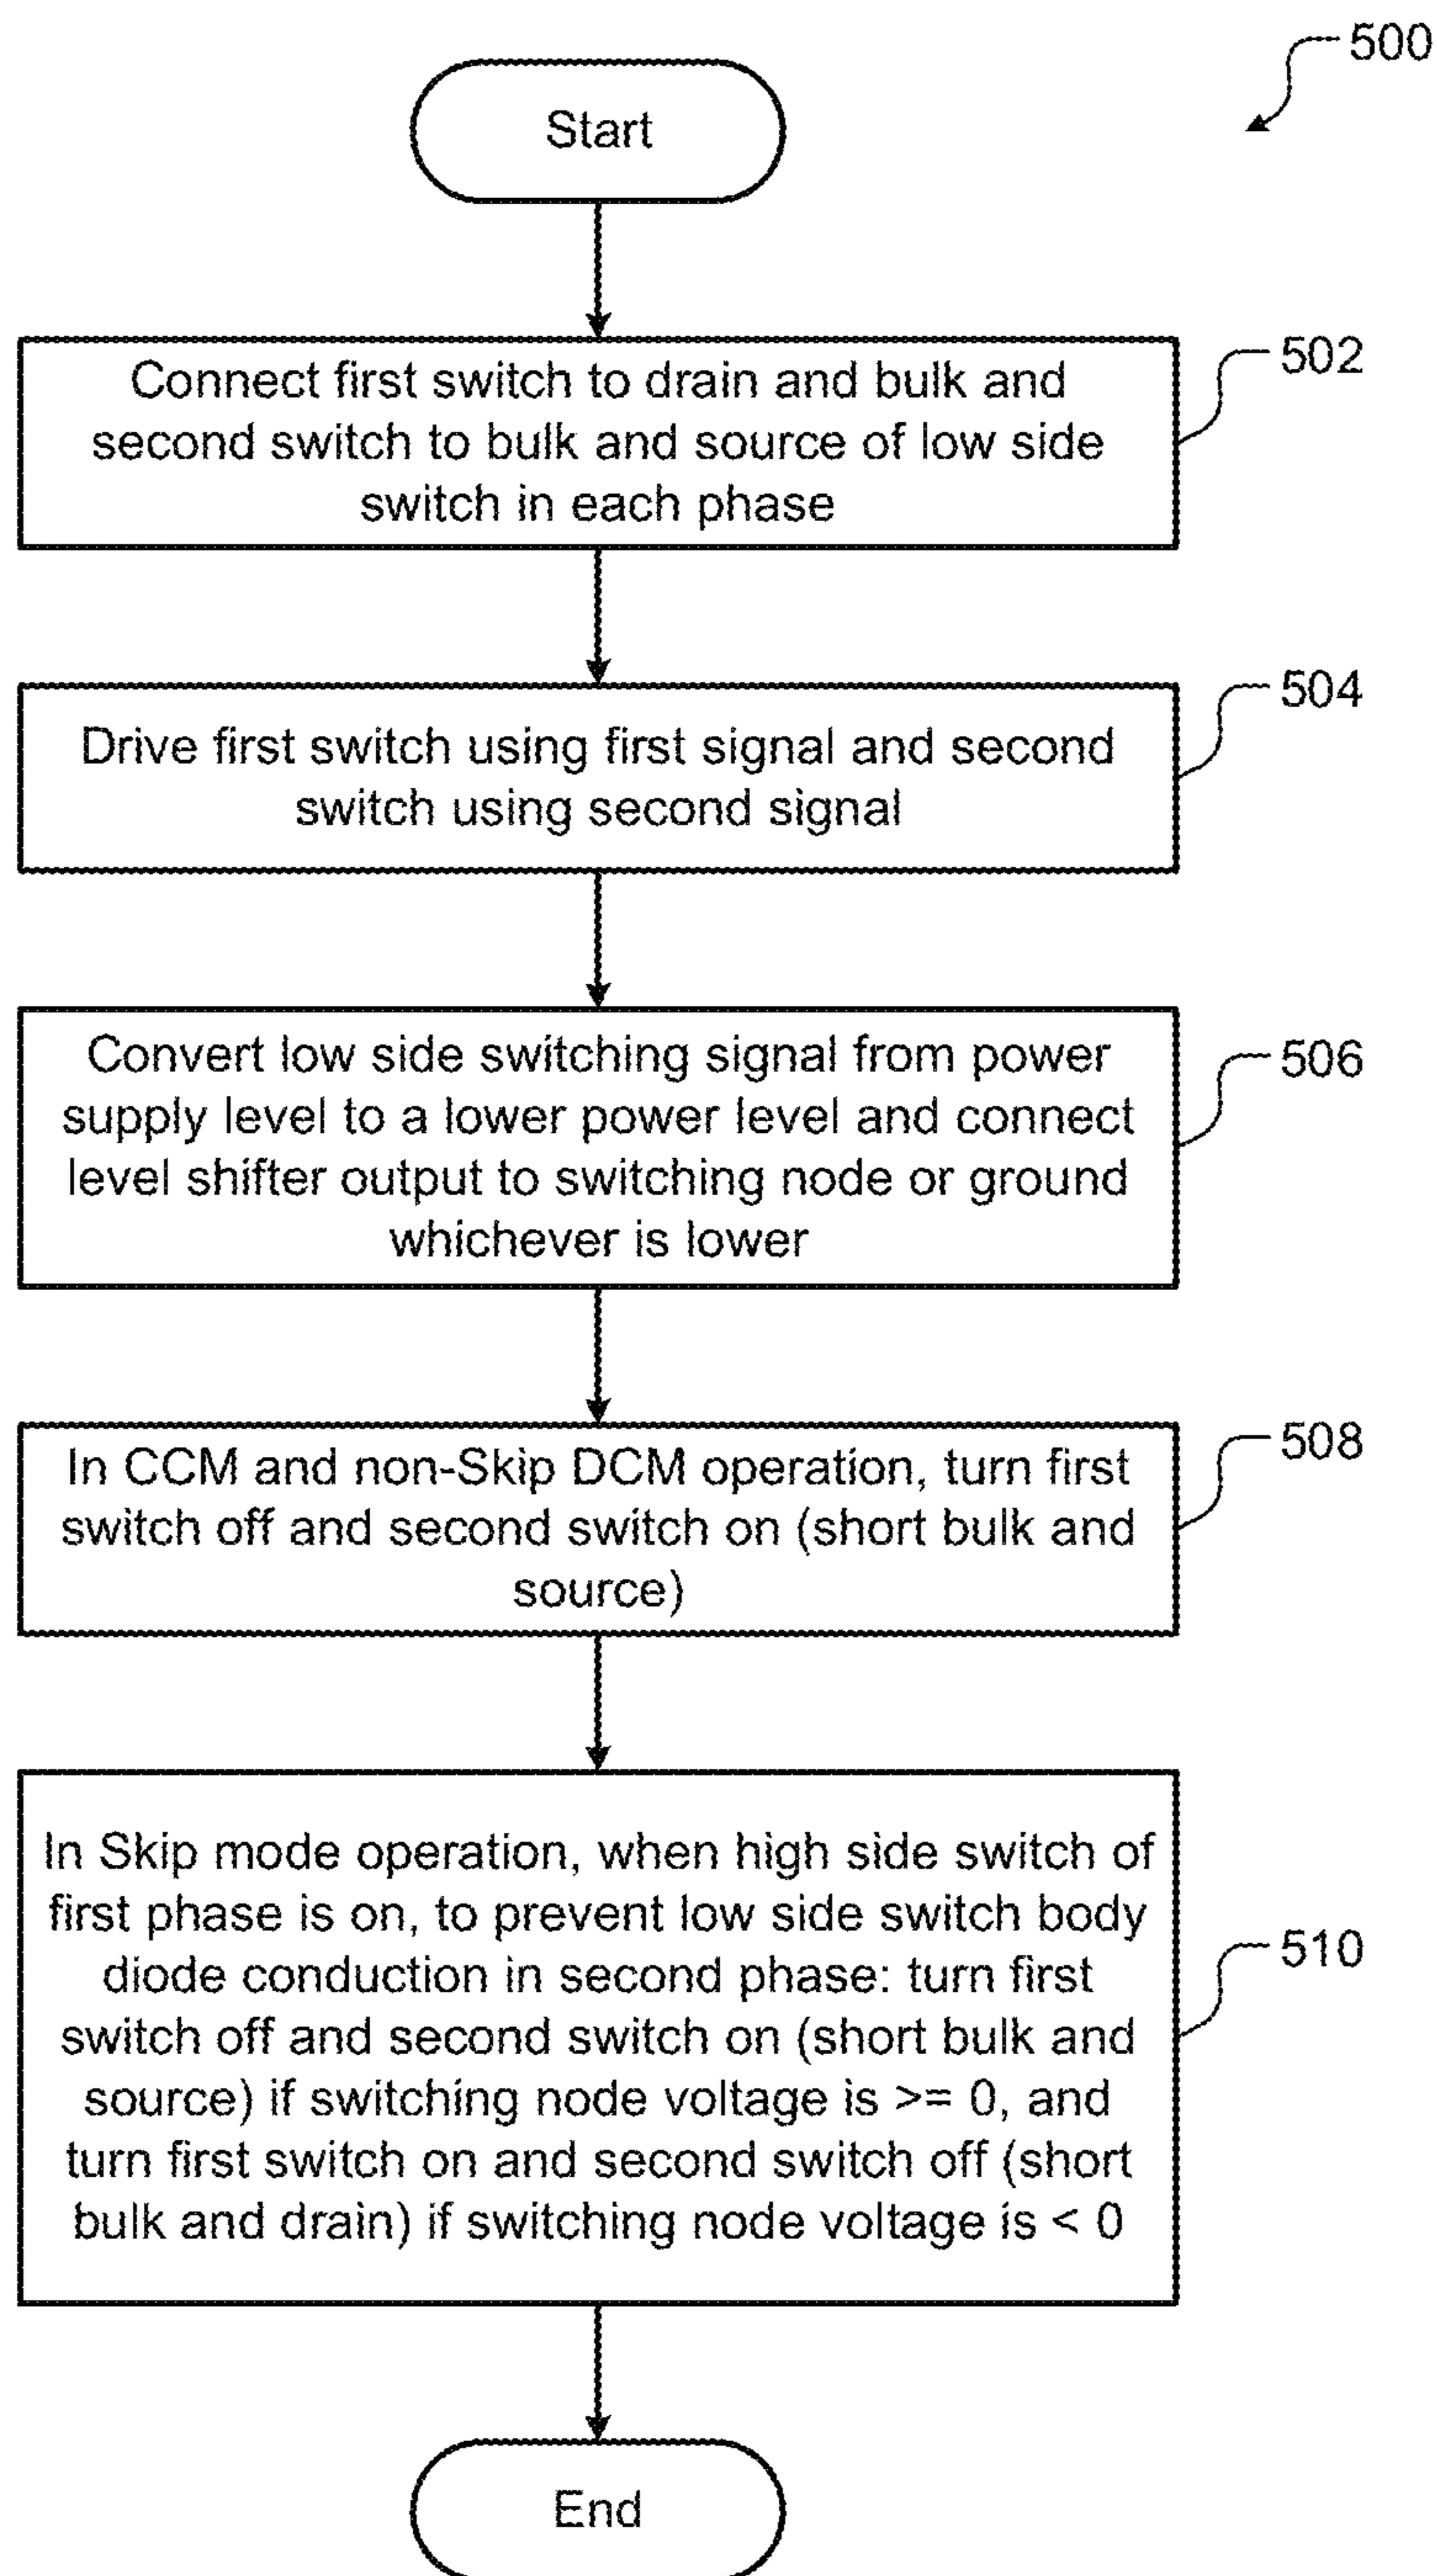 500
Start
Connect first switch to drain and bulk and
second switch to bulk and source of low side
switch in each phase
502
Drive first switch using first signal and second
switch using second signal
504
Convert low side switching signal from power
supply level to a lower power level and connect
level shifter output to switching node or ground
whichever is lower
506
In CCM and non-Skip DCM operation, turn first
switch off and second switch on (short bulk and
source)
508
In Skip mode operation, when high side switch of
first phase is on, to prevent low side switch body
diode conduction in second phase: turn first
switch off and second switch on (short bulk and
source) if switching node voltage is >= 0, and
turn first switch on and second switch off (short
bulk and drain) if switching node voltage is < 0
510
End